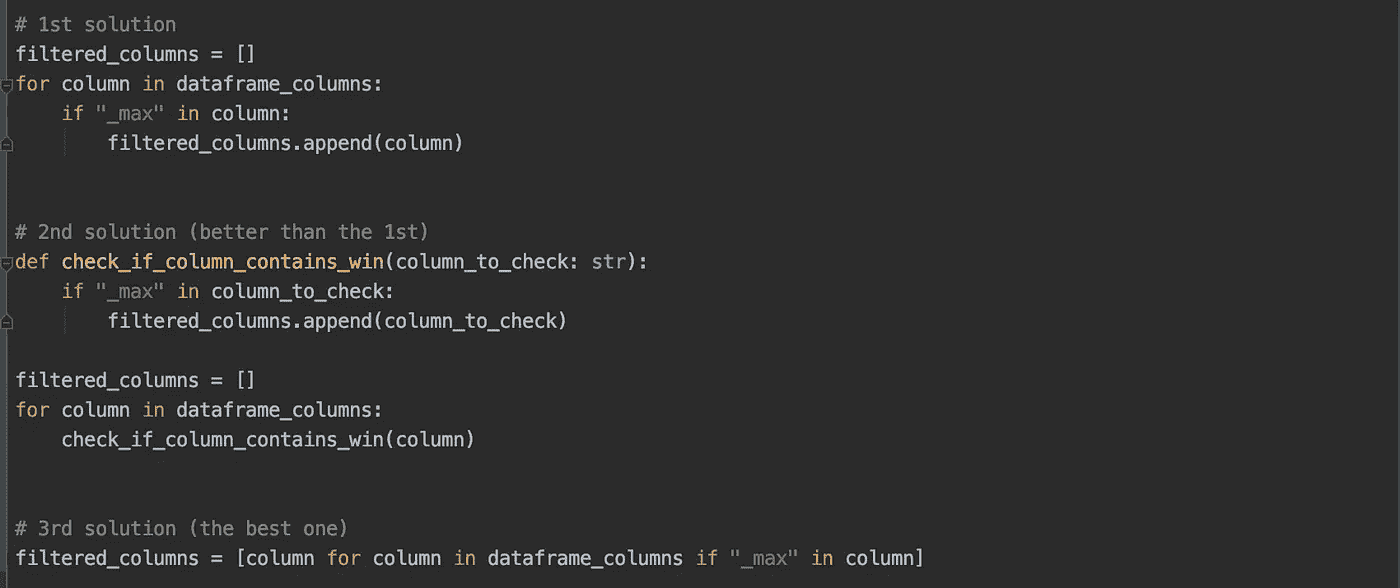 # 1st solution
filtered_columns = []
for column in dataframe_columns:
    if "_max" in column:
        filtered_columns.append(column)
# 2nd solution (better than the 1st)
def check_if_column_contains_win(column_to_check: str):
    if "_max" in column_to_check:
        filtered_columns.append(column_to_check)
filtered_columns = []
for column in dataframe_columns:
    check_if_column_contains_win(column)
# 3rd solution (the best one)
filtered_columns = [column for column in dataframe_columns if "_max" in column]